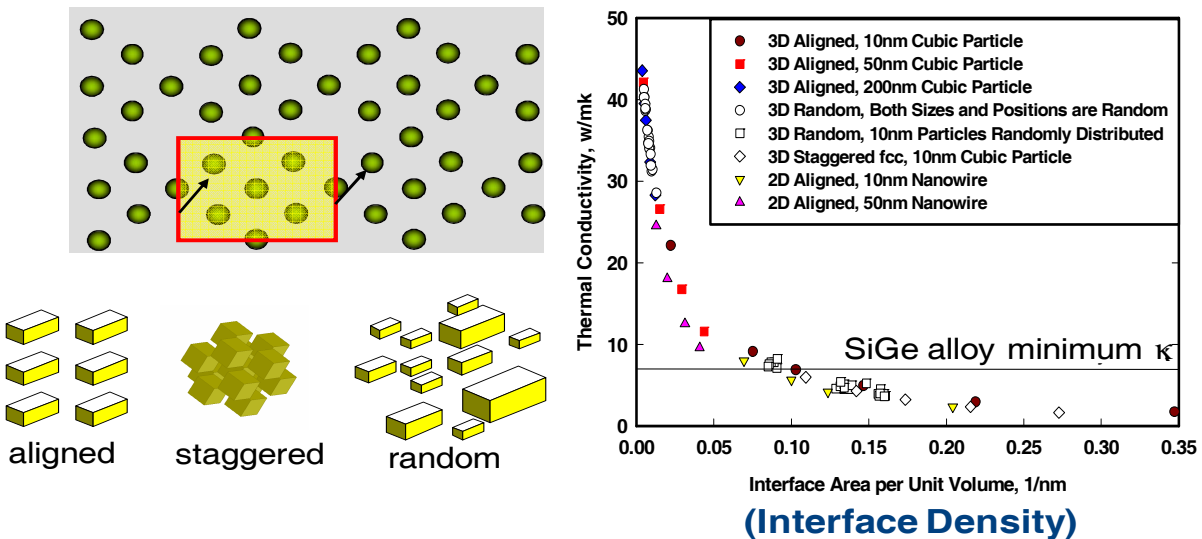 aligned
staggered
random
50
40
30
20
10
0
Thermal Conductivity, w/mk
3D Aligned, 10nm Cubic Particle
3D Aligned, 50nm Cubic Particle
3D Aligned, 200nm Cubic Particle
3D Random, Both Sizes and Positions are Random
3D Random, 10nm Particles Randomly Distributed
3D Staggered fcc, 10nm Cubic Particle
2D Aligned, 10nm Nanowire
2D Aligned, 50nm Nanowire
SiGe alloy minimum κ
0.00 0.05 0.10 0.15 0.20 0.25 0.30 0.35
Interface Area per Unit Volume, 1/nm
(Interface Density)